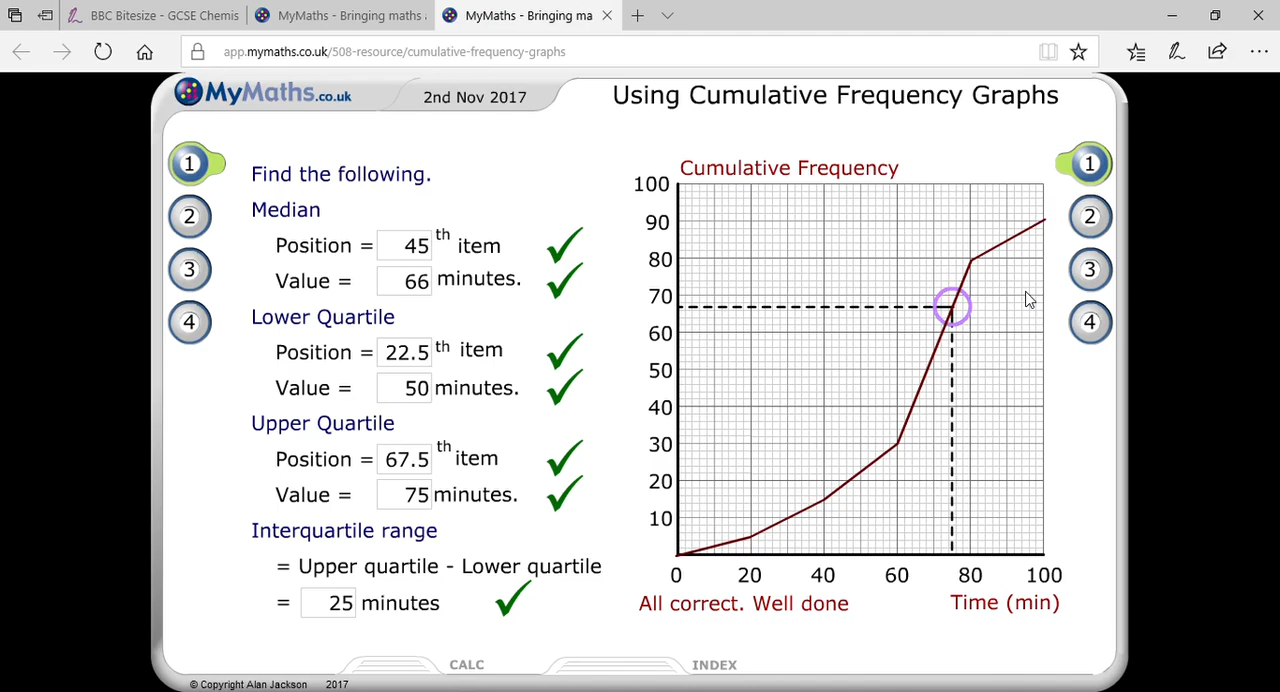 BBC Bitesize - GCSE Chemis
MyMaths - Bringing maths a
MyMaths - Bringing ma
app.mymaths.co.uk/508-resource/cumulative-frequency-graphs
MyMaths.co.uk
2nd Nov 2017
Using Cumulative Frequency Graphs
1
2
3
4
Find the following.
Median
Position = 45 th item
Value = 66 minutes.
Lower Quartile
Position = 22.5 th item
Value = 50 minutes.
Upper Quartile
Position = 67.5 th item
Value = 75 minutes.
Interquartile range
= Upper quartile - Lower quartile
= 25 minutes
Cumulative Frequency
100
90
80
70
60
50
40
30
20
10
0 20 40 60 80 100
All correct. Well done
Time (min)
1
2
3
4
CALC
INDEX
© Copyright Alan Jackson 2017